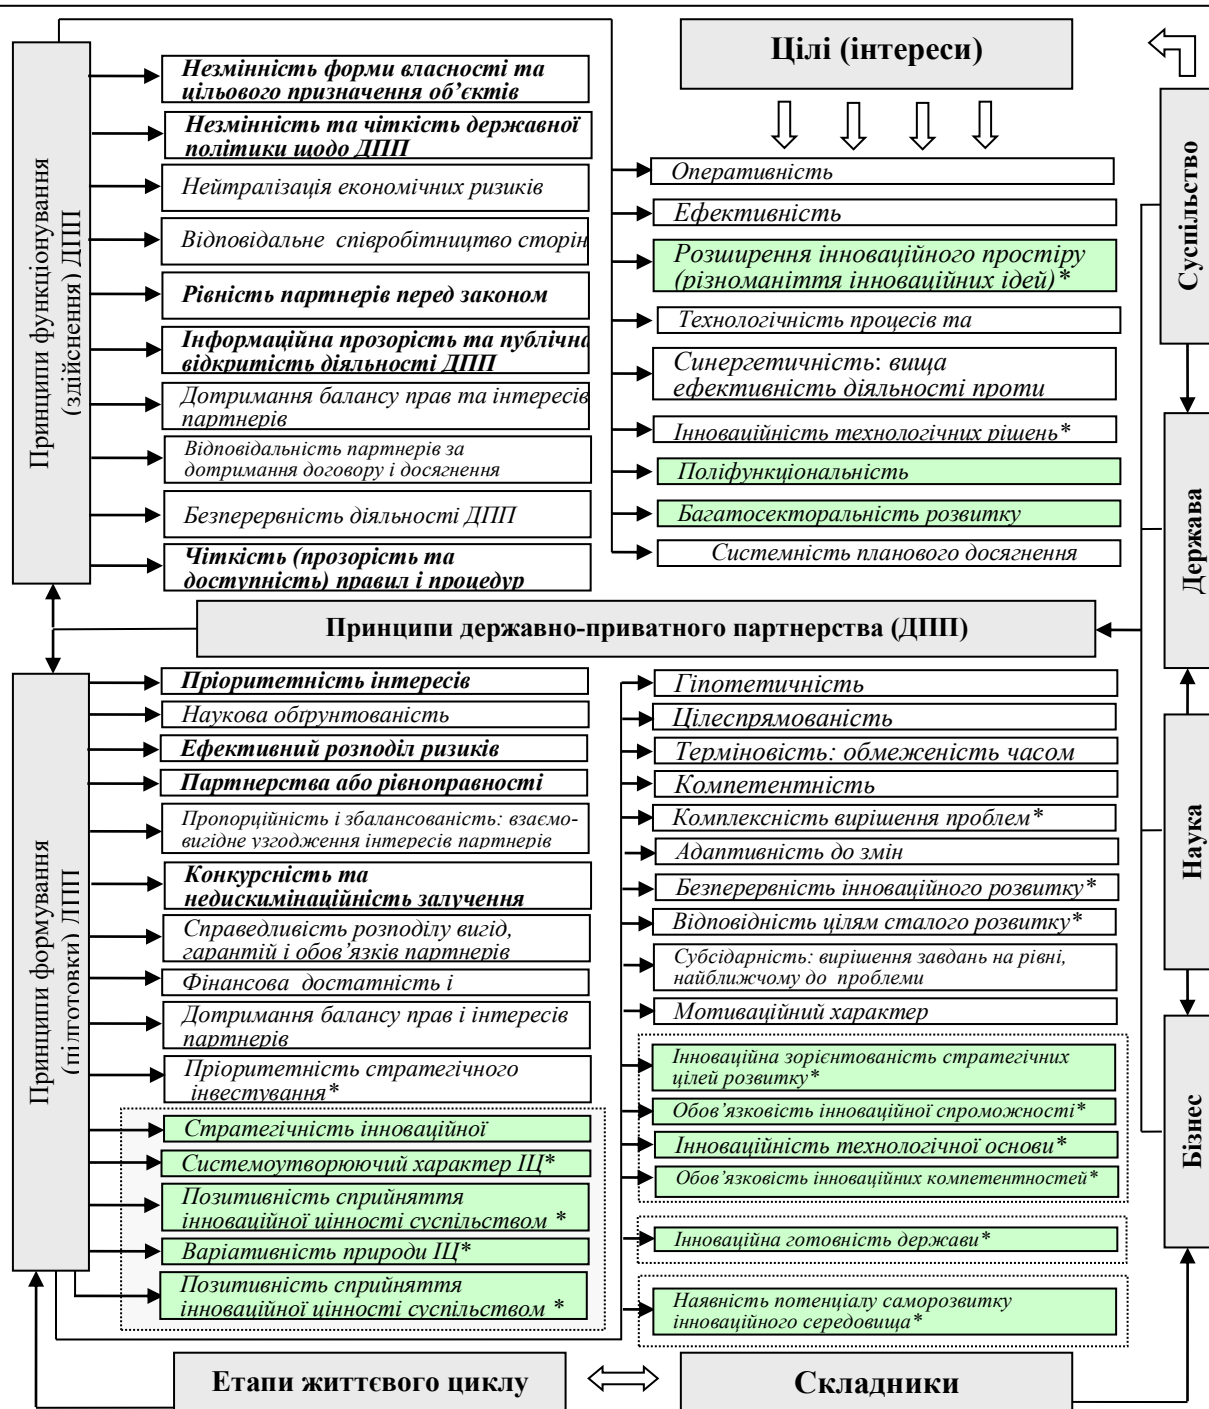 Цілі (інтереси)
Принципи функціонування
(здійснення) ДПП
Незмінність форми власності та
цільового призначення об’єктів
Незмінність та чіткість державної
політики щодо ДПП
Нейтралізація економічних ризиків
Відповідальне співробітництво сторін
Рівність партнерів перед законом
Інформаційна прозорість та публічна
відкритість діяльності ДПП
Дотримання балансу прав та інтересів
партнерів
Відповідальність партнерів за
дотримання договору і досягнення
Безперервність діяльності ДПП
Чіткість (прозорість та
доступність) правил і процедур
Оперативність
Ефективність
Розширення інноваційного простіру
(різноманіття інноваційних ідей)*
Технологічність процесів та
Синергетичність: вища
ефективність діяльності проти
Інноваційність технологічних рішень*
Поліфункціональність
Багатосекторальність розвитку
Системність планового досягнення
Суспільство
Держава
Наука
Бізнес
Принципи державно-приватного партнерства (ДПП)
Принципи формування
(підготовки) ДПП
Пріоритетність інтересів
Наукова обґрунтованість
Ефективний розподіл ризиків
Партнерства або рівноправності
Пропорційність і збалансованість: взаємо-
вигідне узгодження інтересів партнерів
Конкурсність та
недискимінаційність залучення
Справедливість розподілу вигід,
гарантій і обов’язків партнерів
Фінансова достатність і
Дотримання балансу прав і інтересів
партнерів
Пріоритетність стратегічного
інвестування*
Стратегічність інноваційної
Системоутворюючий характер ІЦ*
Позитивність сприйняття
інноваційної цінності суспільством *
Варіативність природи ІЦ*
Позитивність сприйняття
інноваційної цінності суспільством *
Гіпотетичність
Цілеспрямованість
Терміновість: обмеженість часом
Компетентність
Комплексність вирішення проблем*
Адаптивність до змін
Безперервність інноваційного розвитку*
Відповідність цілям сталого розвитку*
Субсідарність: вирішення завдань на рівні,
найближчому до проблеми
Мотиваційний характер
Інноваційна зорієнтованість стратегічних
цілей розвитку*
Обов’язковість інноваційної спроможності*
Інноваційність технологічної основи*
Обов’язковість інноваційних компетентностей*
Інноваційна готовність держави*
Наявність потенціалу саморозвитку
інноваційного середовища*
Етапи життєвого циклу
Складники